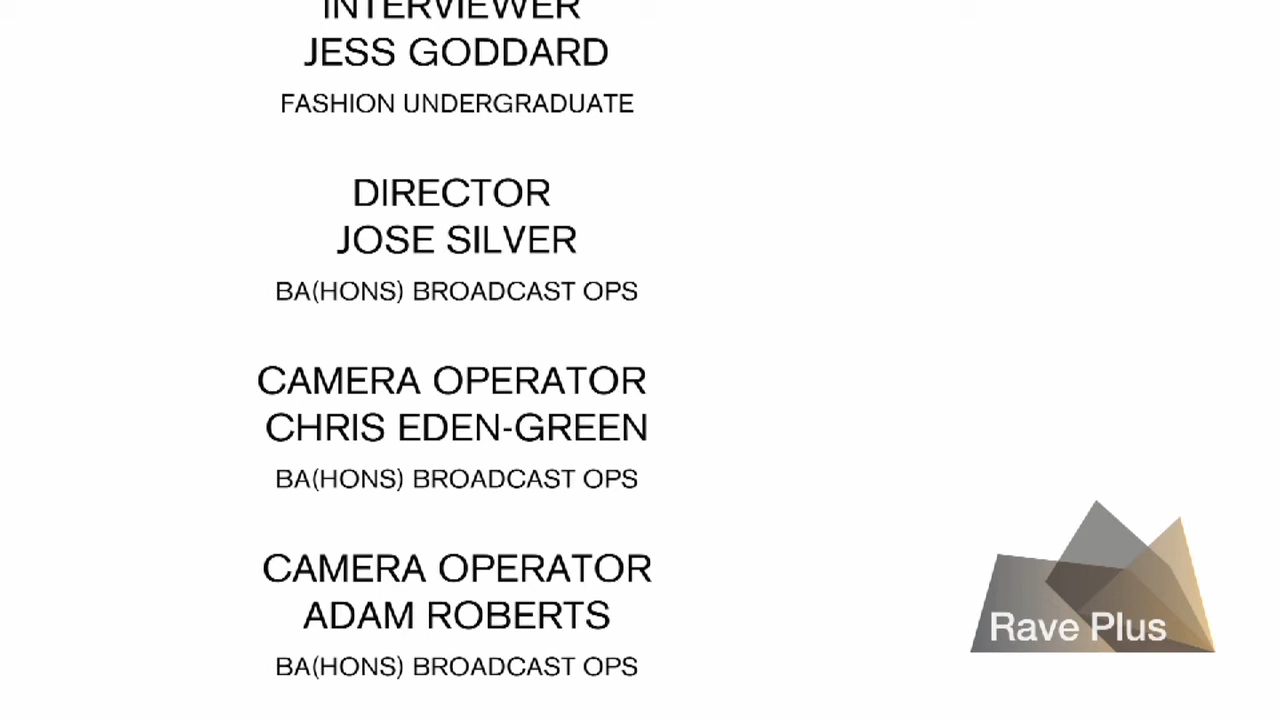 INTERVIEWER
JESS GODDARD
FASHION UNDERGRADUATE
DIRECTOR
JOSE SILVER
BA(HONS) BROADCAST OPS
CAMERA OPERATOR
CHRIS EDEN-GREEN
BA(HONS) BROADCAST OPS
CAMERA OPERATOR
ADAM ROBERTS
BA(HONS) BROADCAST OPS
Rave Plus